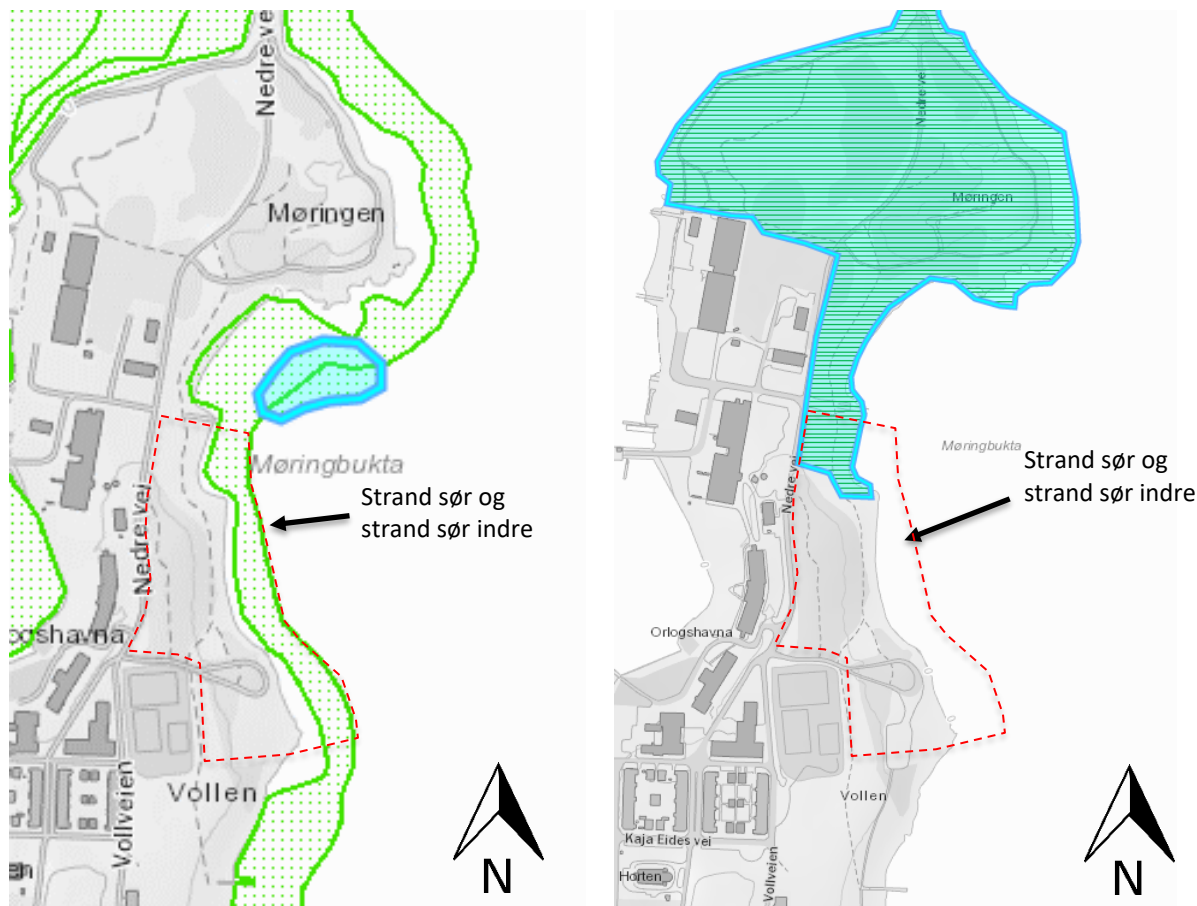 Nedre vei
Møringen
Møringbukta
Strand sør og
strand sør indre
Nedre vei
ogshavna
Vollen
Vollveien
N
Nedre vei
Møringen
Møringbukta
Strand sør og
strand sør indre
Nedre vei
Orlogshavna
Vollen
Kaja Eides vei
Horten
Vollveien
N